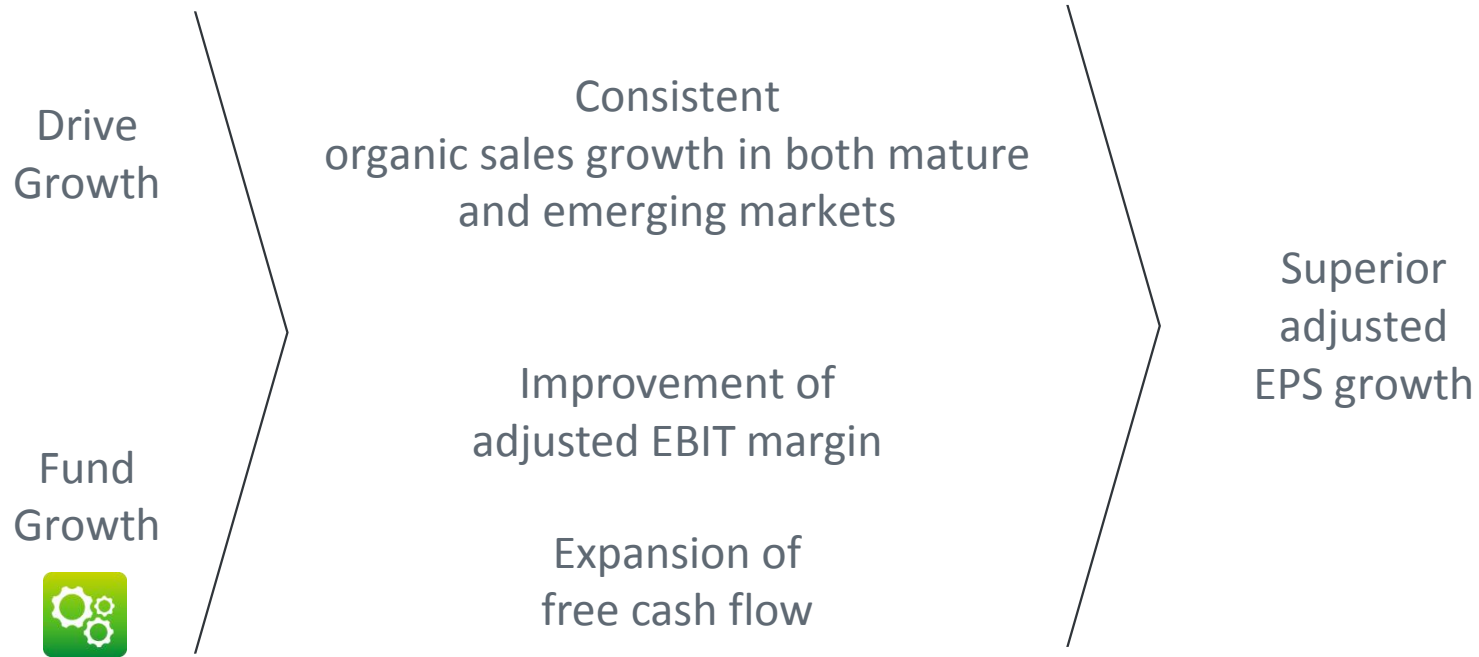 Drive
Growth
Fund
Growth
Consistent
organic sales growth in both mature
and emerging markets
Improvement of
adjusted EBIT margin
Expansion of
free cash flow
Superior
adjusted
EPS growth